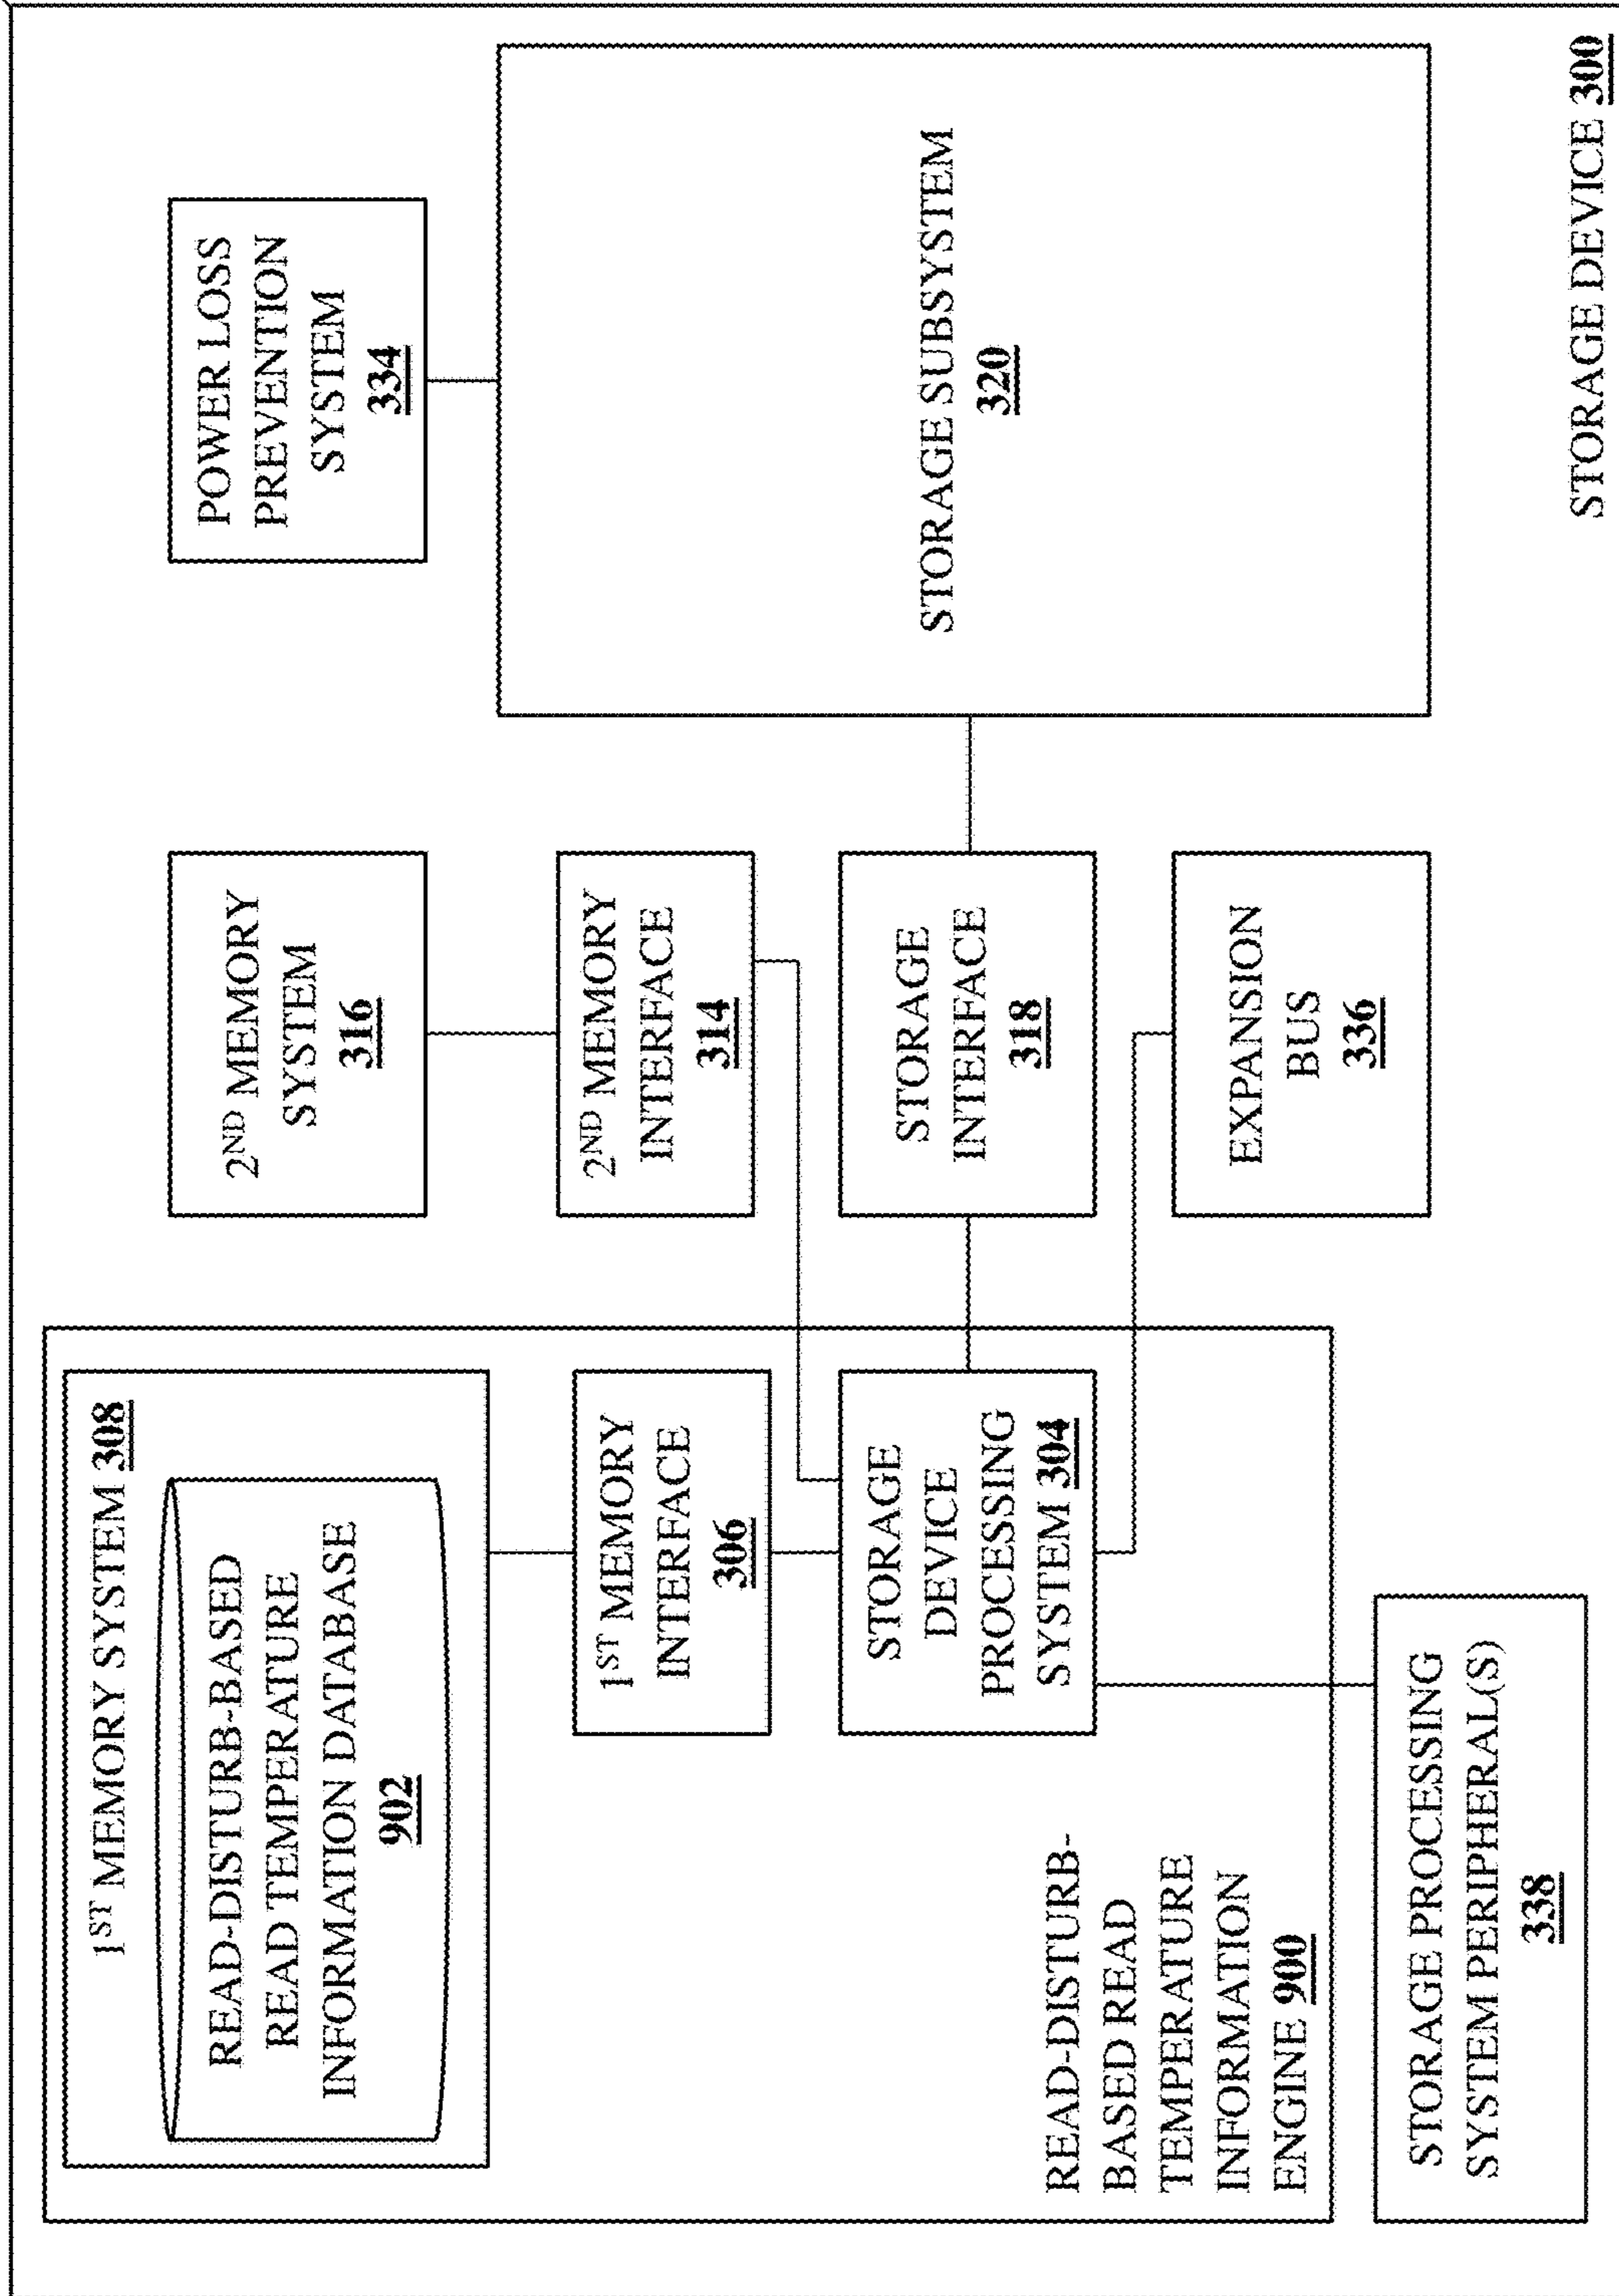 1ST MEMORY SYSTEM 308
READ-DISTURB-BASED
READ TEMPERATURE
INFORMATION DATABASE
902
1ST MEMORY
INTERFACE
306
STORAGE
DEVICE
PROCESSING
SYSTEM 304
READ-DISTURB-
BASED READ
TEMPERATURE
INFORMATION
ENGINE 900
STORAGE PROCESSING
SYSTEM PERIPHERAL(S)
338
2ND MEMORY
SYSTEM
316
2ND MEMORY
INTERFACE
314
STORAGE
INTERFACE
318
EXPANSION
BUS
336
POWER LOSS
PREVENTION
SYSTEM
334
STORAGE SUBSYSTEM
320
STORAGE DEVICE 300